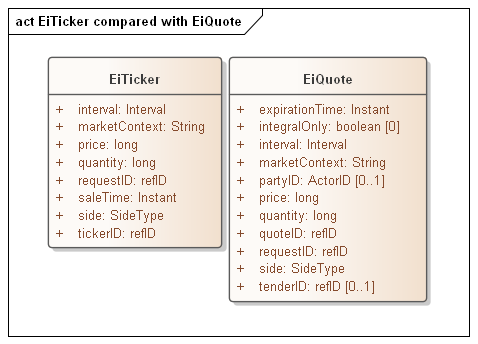 act EiTicker compared with EiQuote
EiTicker
+ interval: Interval
+ marketContext: String
+ price: long
+ quantity: long
+ requestID: refID
+ saleTime: Instant
+ side: SideType
+ tickerID: refID
EiQuote
+ expirationTime: Instant
+ integralOnly: boolean [0]
+ interval: Interval
+ marketContext: String
+ partyID: ActorID [0..1]
+ price: long
+ quantity: long
+ quoteID: refID
+ requestID: refID
+ side: SideType
+ tenderID: refID [0..1]